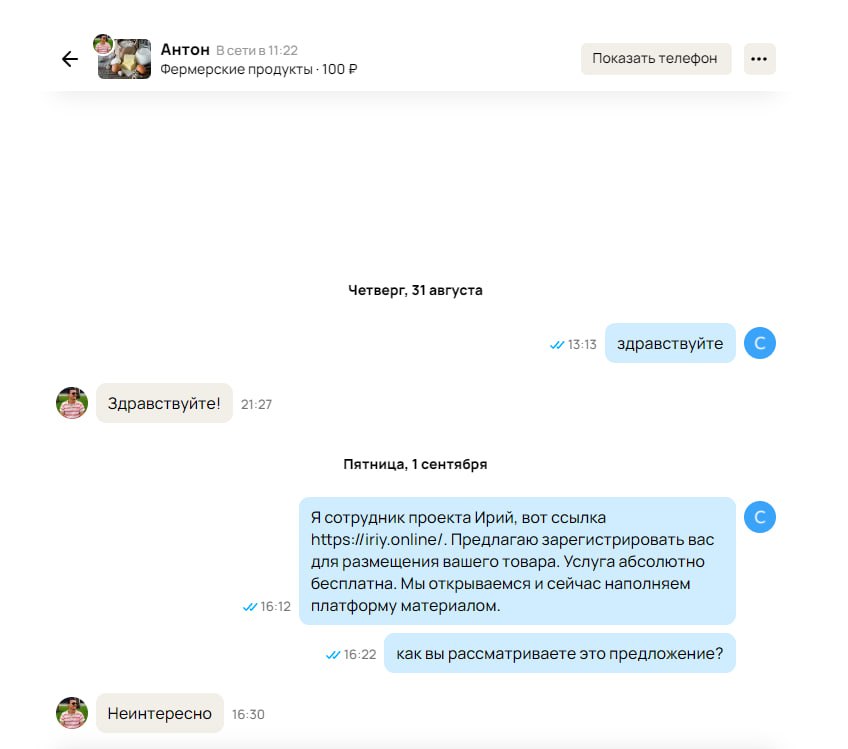 Антон В сети в 11:22
Фермерские продукты · 100 ₽
Показать телефон
Четверг, 31 августа
13:13 здравствуйте С
Здравствуйте! 21:27
Пятница, 1 сентября
Я сотрудник проекта Ирий, вот ссылка С
https://iriy.online/. Предлагаю зарегистрировать вас
для размещения вашего товара. Услуга абсолютно
бесплатна. Мы открываемся и сейчас наполняем
16:12 платформу материалом.
16:22 как вы рассматриваете это предложение?
Неинтересно 16:30